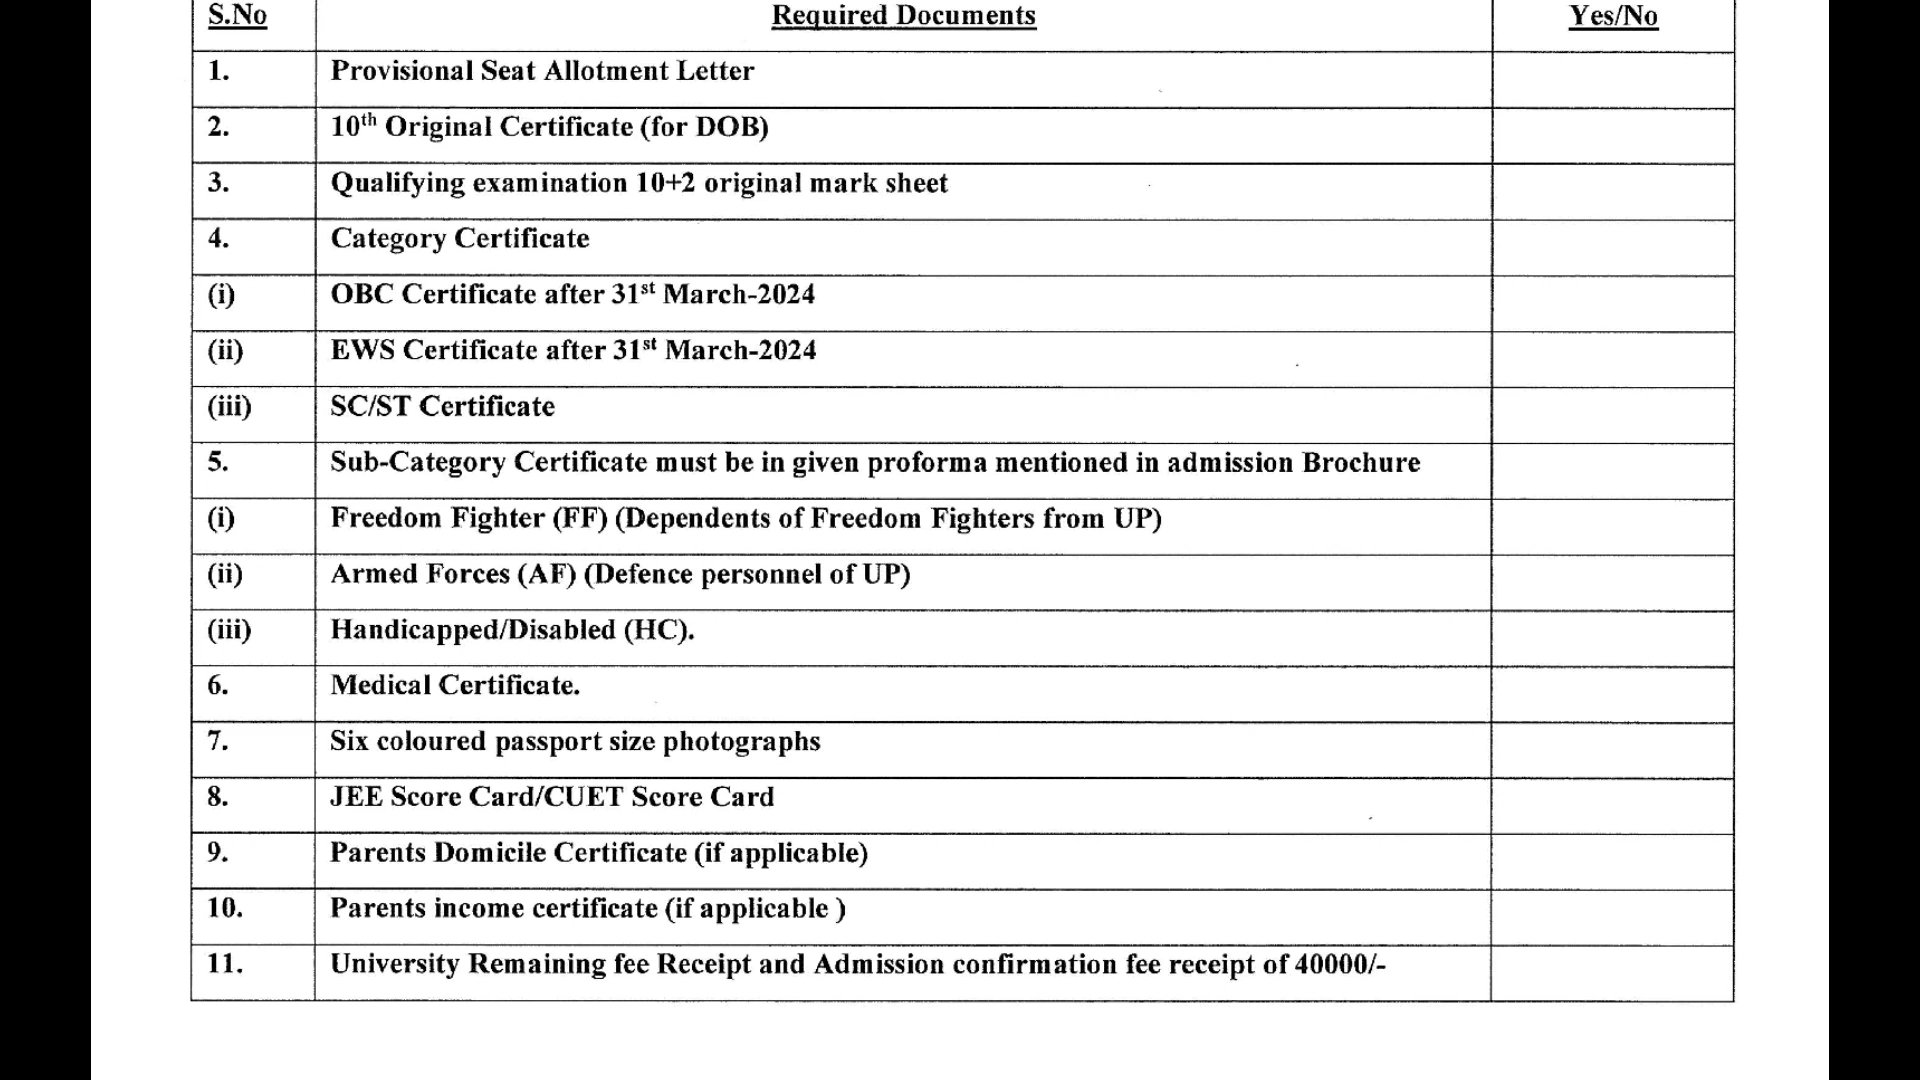 S.No Required Documents Yes/No
1. Provisional Seat Allotment Letter
2. 10th Original Certificate (for DOB)
3. Qualifying examination 10+2 original mark sheet
4. Category Certificate
(i) OBC Certificate after 31st March-2024
(ii) EWS Certificate after 31st March-2024
(iii) SC/ST Certificate
5. Sub-Category Certificate must be in given proforma mentioned in admission Brochure
(i) Freedom Fighter (FF) (Dependents of Freedom Fighters from UP)
(ii) Armed Forces (AF) (Defence personnel of UP)
(iii) Handicapped/Disabled (HC).
6. Medical Certificate.
7. Six coloured passport size photographs
8. JEE Score Card/CUET Score Card
9. Parents Domicile Certificate (if applicable)
10. Parents income certificate (if applicable )
11. University Remaining fee Receipt and Admission confirmation fee receipt of 40000/-